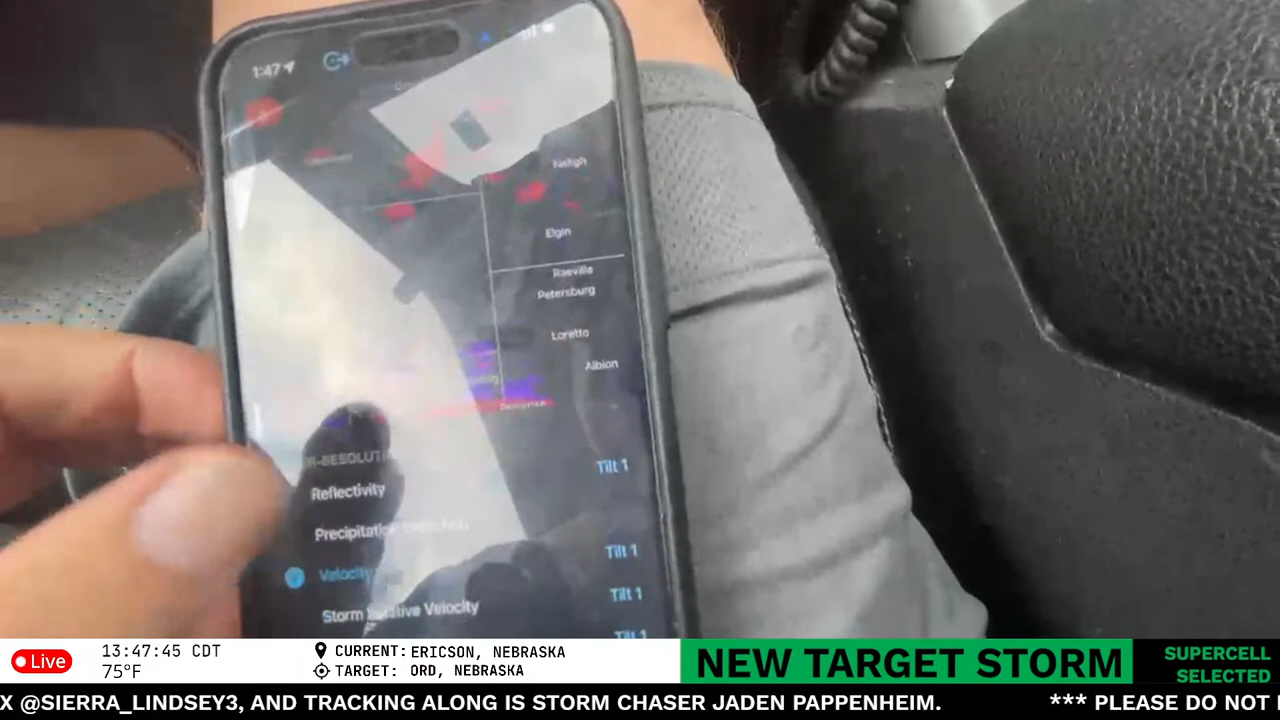 1:47
Neligh
Elgin
Raeville
Petersburg
Loretto
Albion
Tilt 1
Reflectivity
Velocity
Tilt 1
Storm Relative Velocity
Tilt 1
Tilt 1
Live
13:47:45 CDT
75°F
CURRENT: ERICSON, NEBRASKA
TARGET: ORD, NEBRASKA
NEW TARGET STORM
SUPERCELL
SELECTED
X @SIERRA_LINDSEY3, AND TRACKING ALONG IS STORM CHASER JADEN PAPPENHEIM. *** PLEASE DO NOT